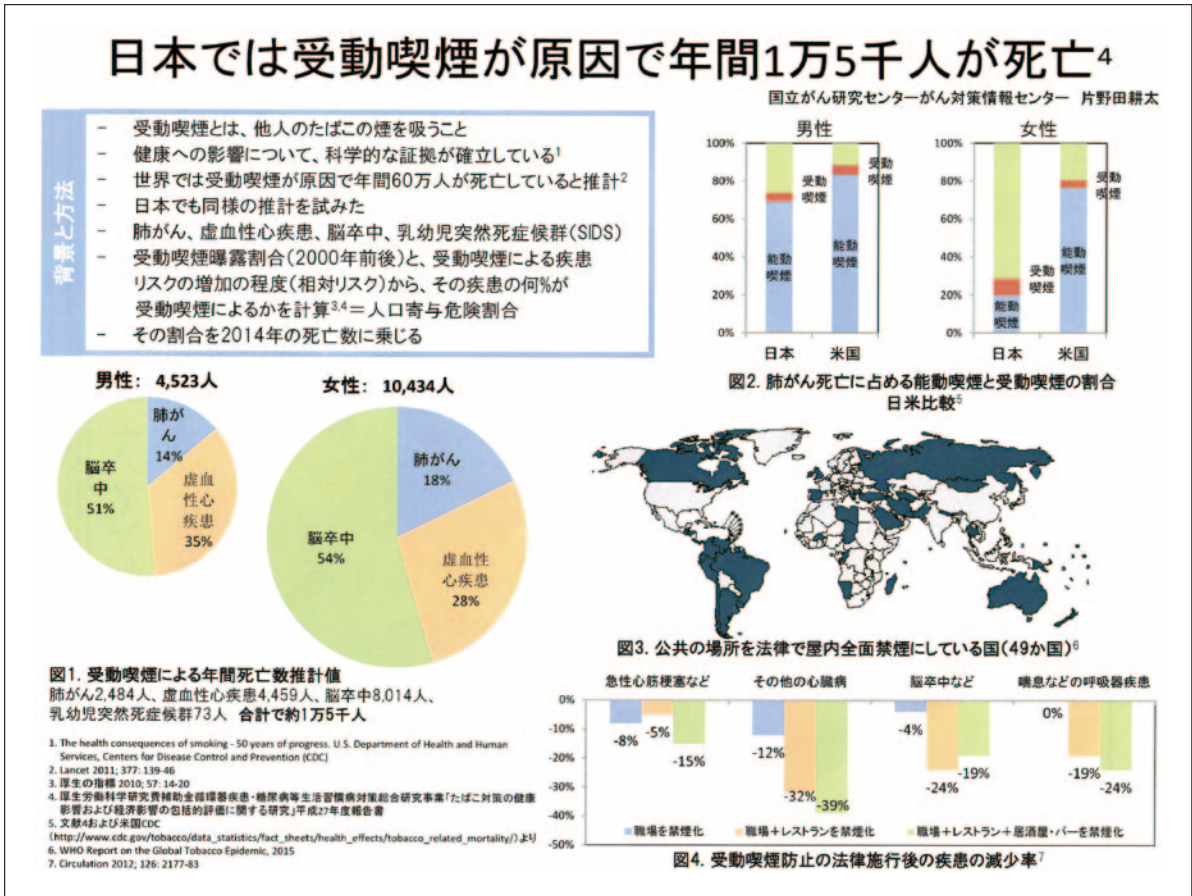 日本では受動喫煙が原因で年間1万5千人が死亡4
国立がん研究センターがん対策情報センター 片野田耕太
背景と方法
- 受動喫煙とは、他人のたばこの煙を吸うこと
- 健康への影響について、科学的な証拠が確立している1
- 世界では受動喫煙が原因で年間60万人が死亡していると推計2
- 日本でも同様の推計を試みた
- 肺がん、虚血性心疾患、脳卒中、乳幼児突然死症候群(SIDS)
- 受動喫煙曝露割合(2000年前後)と、受動喫煙による疾患
リスクの増加の程度(相対リスク)から、その疾患の何%が
受動喫煙によるかを計算3,4＝人口寄与危険割合
- その割合を2014年の死亡数に乗じる
男性: 4,523人
肺が
ん
14%
虚血
性心
疾患
35%
脳卒
中
51%
女性: 10,434人
肺がん
18%
虚血性
心疾患
28%
脳卒中
54%
図1. 受動喫煙による年間死亡数推計値
肺がん2,484人、虚血性心疾患4,459人、脳卒中8,014人、
乳幼児突然死症候群73人 合計で約1万5千人
1. The health consequences of smoking - 50 years of progress. U.S. Department of Health and Human
Services, Centers for Disease Control and Prevention (CDC)
2. Lancet 2011; 377: 139-46
3. 厚生の指標 2010; 57: 14-20
4. 厚生労働科学研究費補助金循環器疾患・糖尿病等生活習慣病対策総合研究事業「たばこ対策の健康
影響および経済影響の包括的評価に関する研究」平成27年度報告書
5. 文献4および米国CDC
(http://www.cdc.gov/tobacco/data_statistics/fact_sheets/health_effects/tobacco_related_mortality/)より
6. WHO Report on the Global Tobacco Epidemic, 2015
7. Circulation 2012; 126: 2177-83
男性
100%
80%
60%
40%
20%
0%
受動
喫煙
受動
喫煙
能動
喫煙
能動
喫煙
日本
米国
女性
100%
80%
60%
40%
20%
0%
受動
喫煙
受動
喫煙
能動
喫煙
能動
喫煙
日本
米国
図2. 肺がん死亡に占める能動喫煙と受動喫煙の割合
日米比較5
図3. 公共の場所を法律で屋内全面禁煙にしている国(49か国)6
急性心筋梗塞など
その他の心臓病
脳卒中など
喘息などの呼吸器疾患
0%
-10%
-20%
-30%
-40%
-50%
-8%
-5%
-15%
-12%
-32%
-39%
-4%
-24%
-19%
0%
-19%
-24%
職場を禁煙化
職場＋レストランを禁煙化
職場＋レストラン＋居酒屋・バーを禁煙化
図4. 受動喫煙防止の法律施行後の疾患の減少率7